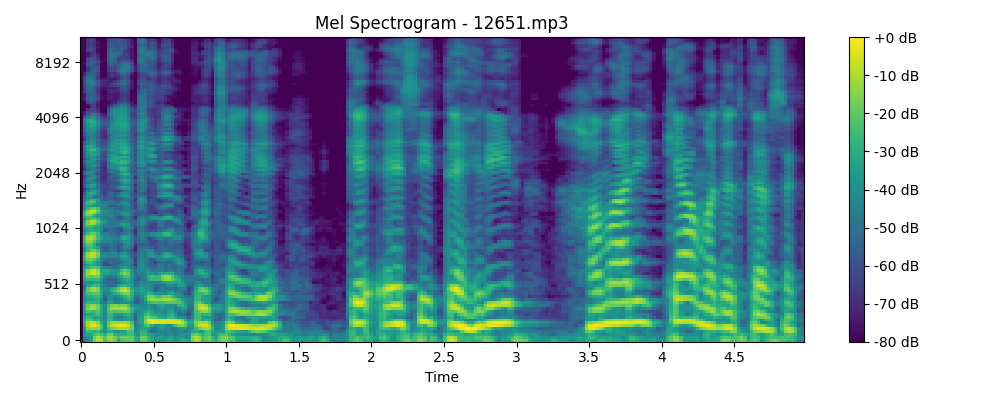 Mel Spectrogram - 12651.mp3
Hz
8192
4096
2048
1024
512
0
0 0.5 1 1.5 2 2.5 3 3.5 4 4.5
Time
+0 dB
-10 dB
-20 dB
-30 dB
-40 dB
-50 dB
-60 dB
-70 dB
-80 dB